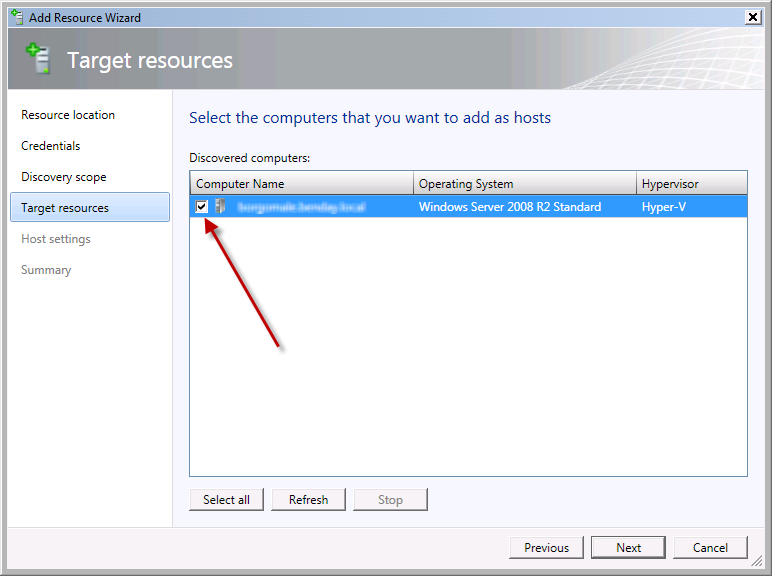 Add Resource Wizard
Target resources
Resource location
Credentials
Discovery scope
Target resources
Host settings
Summary
Select the computers that you want to add as hosts
Discovered computers:
Computer Name Operating System Hypervisor
Windows Server 2008 R2 Standard Hyper-V
Select all Refresh Stop
Previous Next Cancel